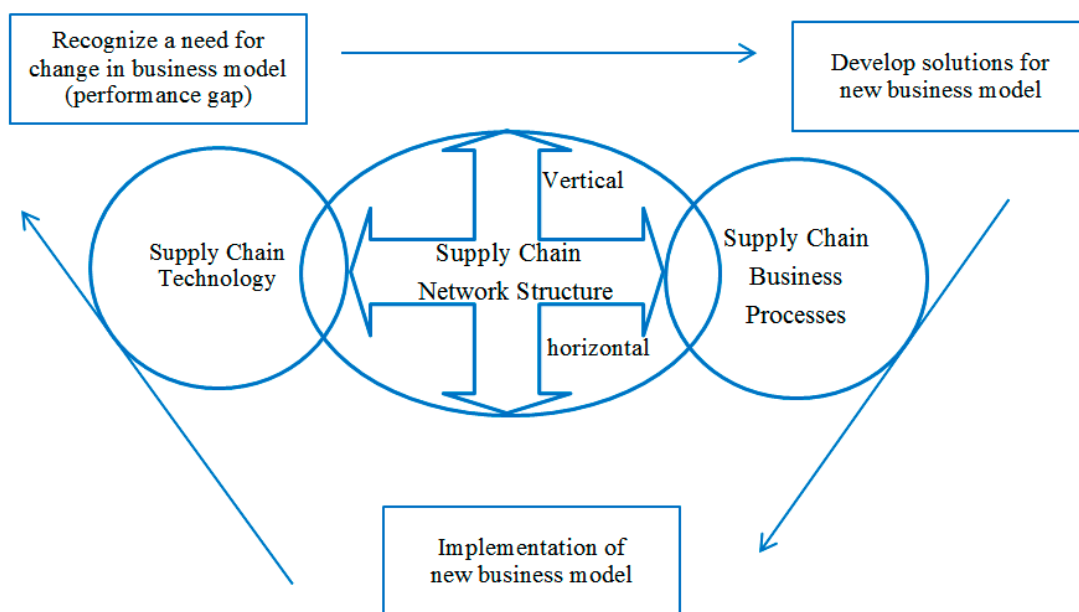 Recognize a need for
change in business model
(performance gap)
Develop solutions for
new business model
Vertical
Supply Chain
Technology
Supply Chain
Network Structure
Supply Chain
Business
Processes
horizontal
Implementation of
new business model